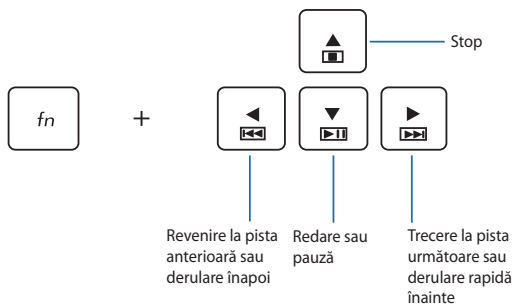 Stop
fn
+
Revenire la pista
anterioară sau
derulare înapoi
Redare sau
pauză
Trecere la pista
următoare sau
derulare rapidă
înainte